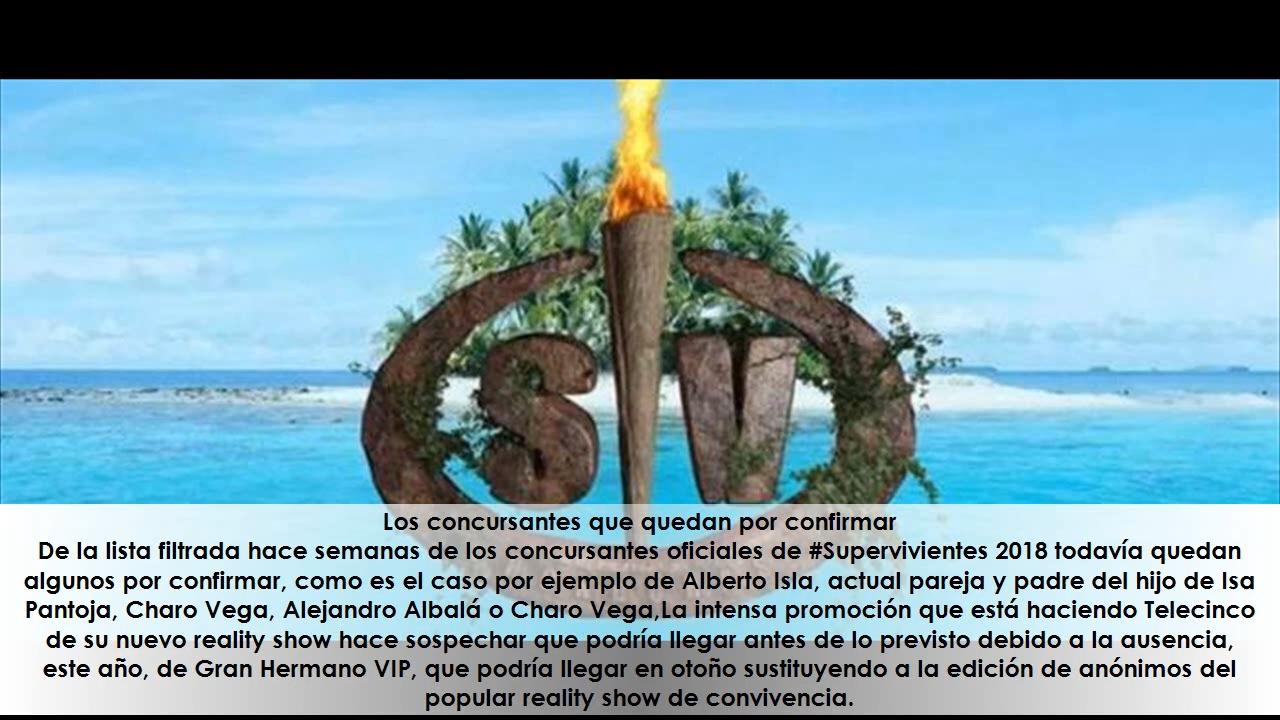 SV
Los concursantes que quedan por confirmar
De la lista filtrada hace semanas de los concursantes oficiales de #Supervivientes 2018 todavía quedan
algunos por confirmar, como es el caso por ejemplo de Alberto Isla, actual pareja y padre del hijo de Isa
Pantoja, Charo Vega, Alejandro Albalá o Charo Vega,La intensa promoción que está haciendo Telecinco
de su nuevo reality show hace sospechar que podría llegar antes de lo previsto debido a la ausencia,
este año, de Gran Hermano VIP, que podría llegar en otoño sustituyendo a la edición de anónimos del
popular reality show de convivencia.